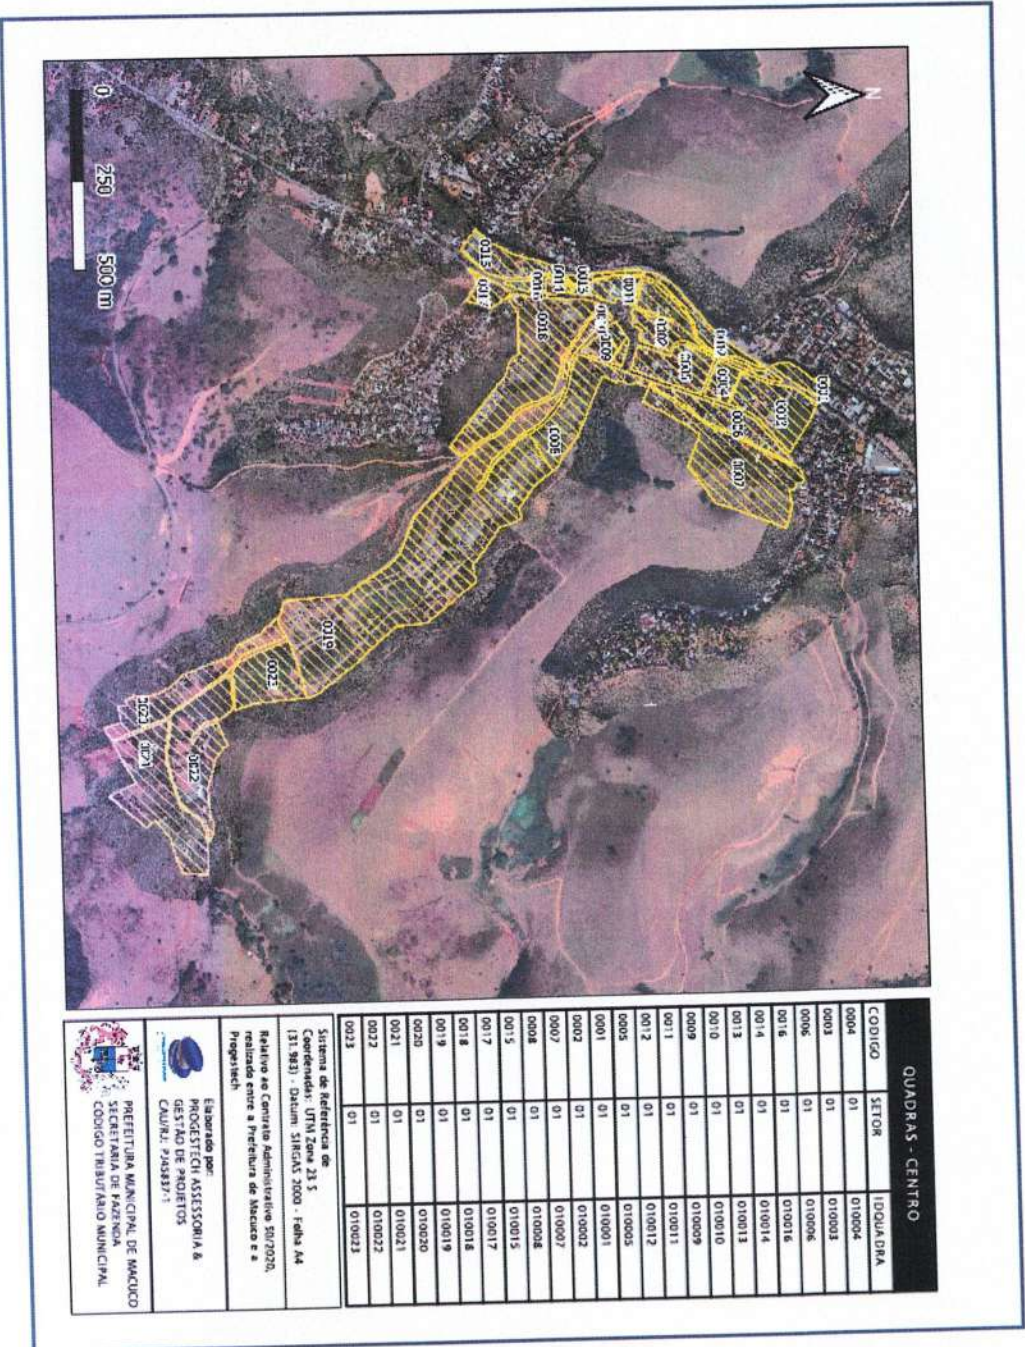 N
0 250 500 m
QUADRAS - CENTRO
CODIGO SETOR IDQUADRA
0004 01 010004
0003 01 010003
0006 01 010006
0016 01 010016
0014 01 010014
0013 01 010013
0010 01 010010
0009 01 010009
0011 01 010011
0012 01 010012
0005 01 010005
0001 01 010001
0002 01 010002
0007 01 010007
0008 01 010008
0015 01 010015
0017 01 010017
0018 01 010018
0019 01 010019
0020 01 010020
0021 01 010021
0022 01 010022
0023 01 010023
Sistema de Referência de
Coordenadas: UTM Zona 23 S
(31.983) - Datum: SIRGAS 2000 - Folha A4
Relativo ao Contrato Administrativo 50/2020,
realizado entre a Prefeitura de Macuco e a
Progestech
Elaborado por:
PROGESTECH ASSESSORIA &
GESTÃO DE PROJETOS
CAU/RJ: PJ45837-1
PREFEITURA MUNICIPAL DE MACUCO
SECRETARIA DE FAZENDA
CÓDIGO TRIBUTÁRIO MUNICIPAL
0015
0017
0018
0013
0011
0002
0004
0006
0007
0009
0019
0023
0022
0021